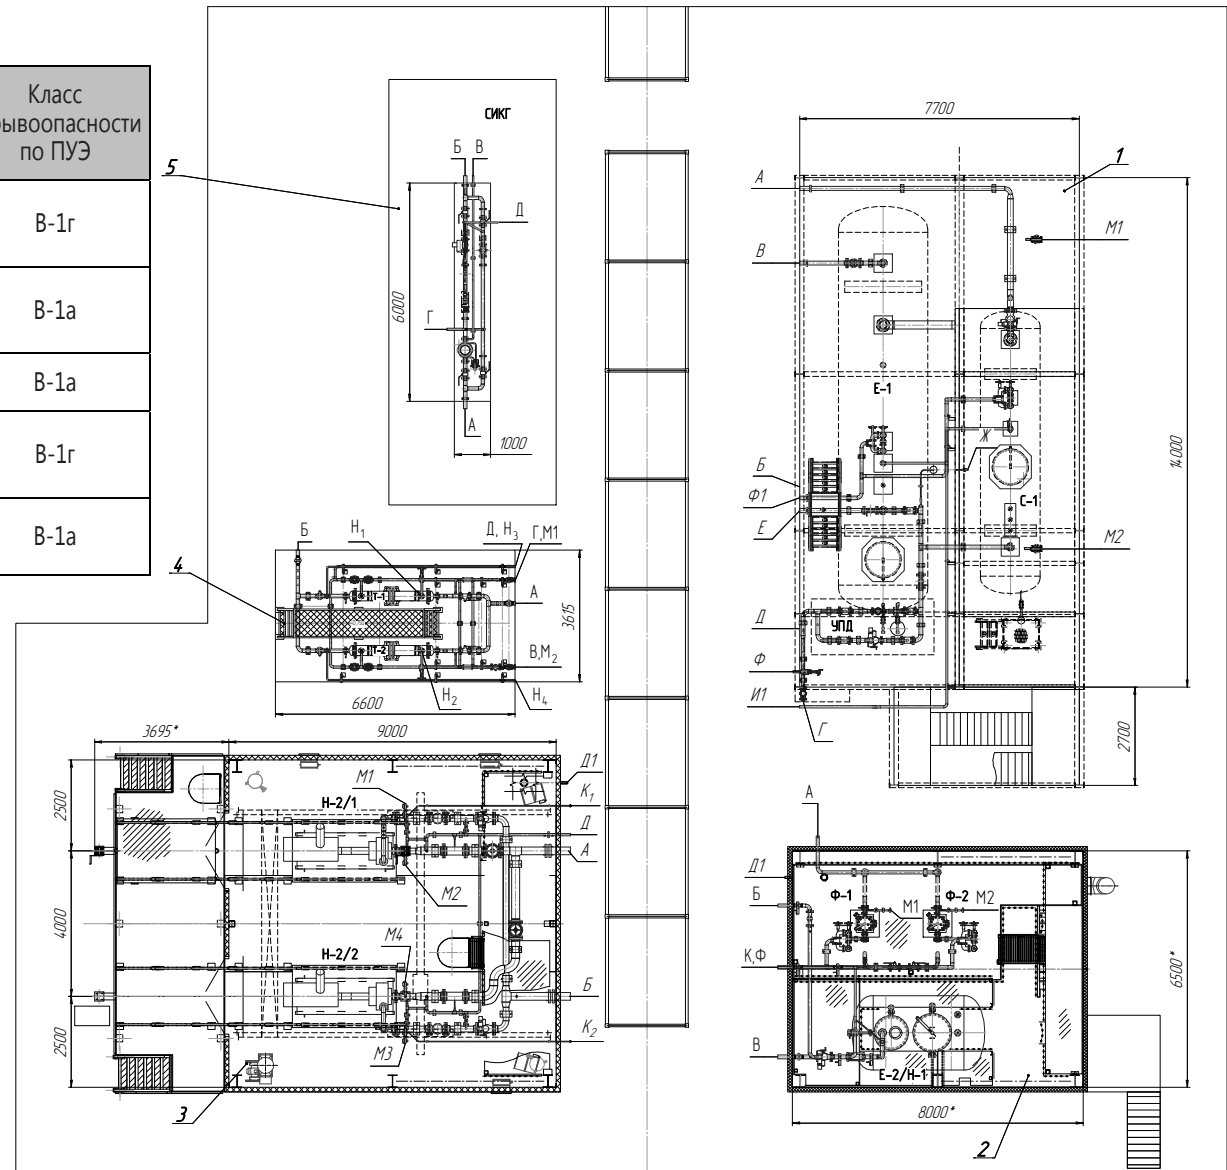 Класс
по ПУЭ
В-1г
В-1а
В-1а
В-1г
В-1а
5
СИКГ
Б
В
Д
6000
Г
А
1000
Б
Н1
Д, Н3
Г,М1
4
Т-1
А
3615
Т-2
В,М2
Н2
Н4
6600
3695*
9000
М1
Д1
2500
Н-2/1
К1
Д
А
М2
4000
М4
Н-2/2
Б
2500
М3
К2
3
7700
1
А
М1
В
Е-1
14000
Ж
Б
Ф1
С-1
Е
М2
Д
УПД
Ф
И1
Г
2700
А
Д1
Ф-1
Ф-2
Б
М1
М2
К,Ф
6500*
В
Е-2/Н-1
8000*
2